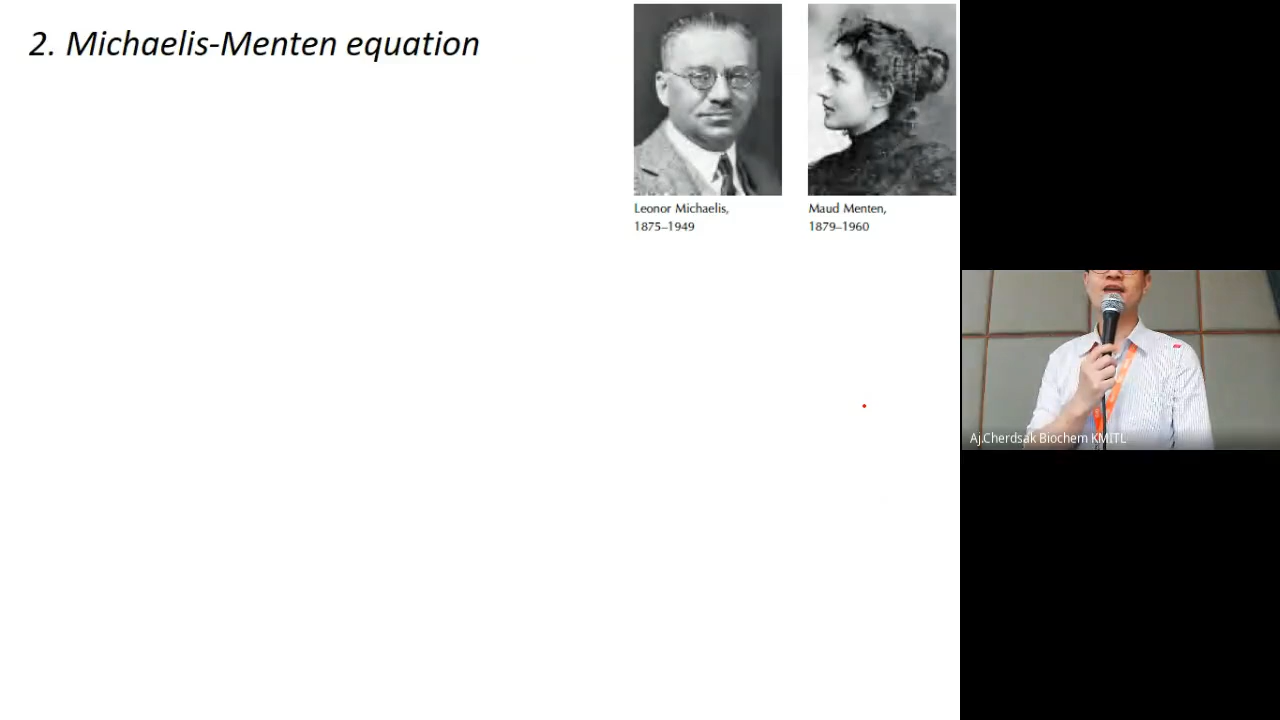 2. Michaelis-Menten equation
Leonor Michaelis,
1875–1949
Maud Menten,
1879–1960
Aj.Cherdsak Biochem KMITL